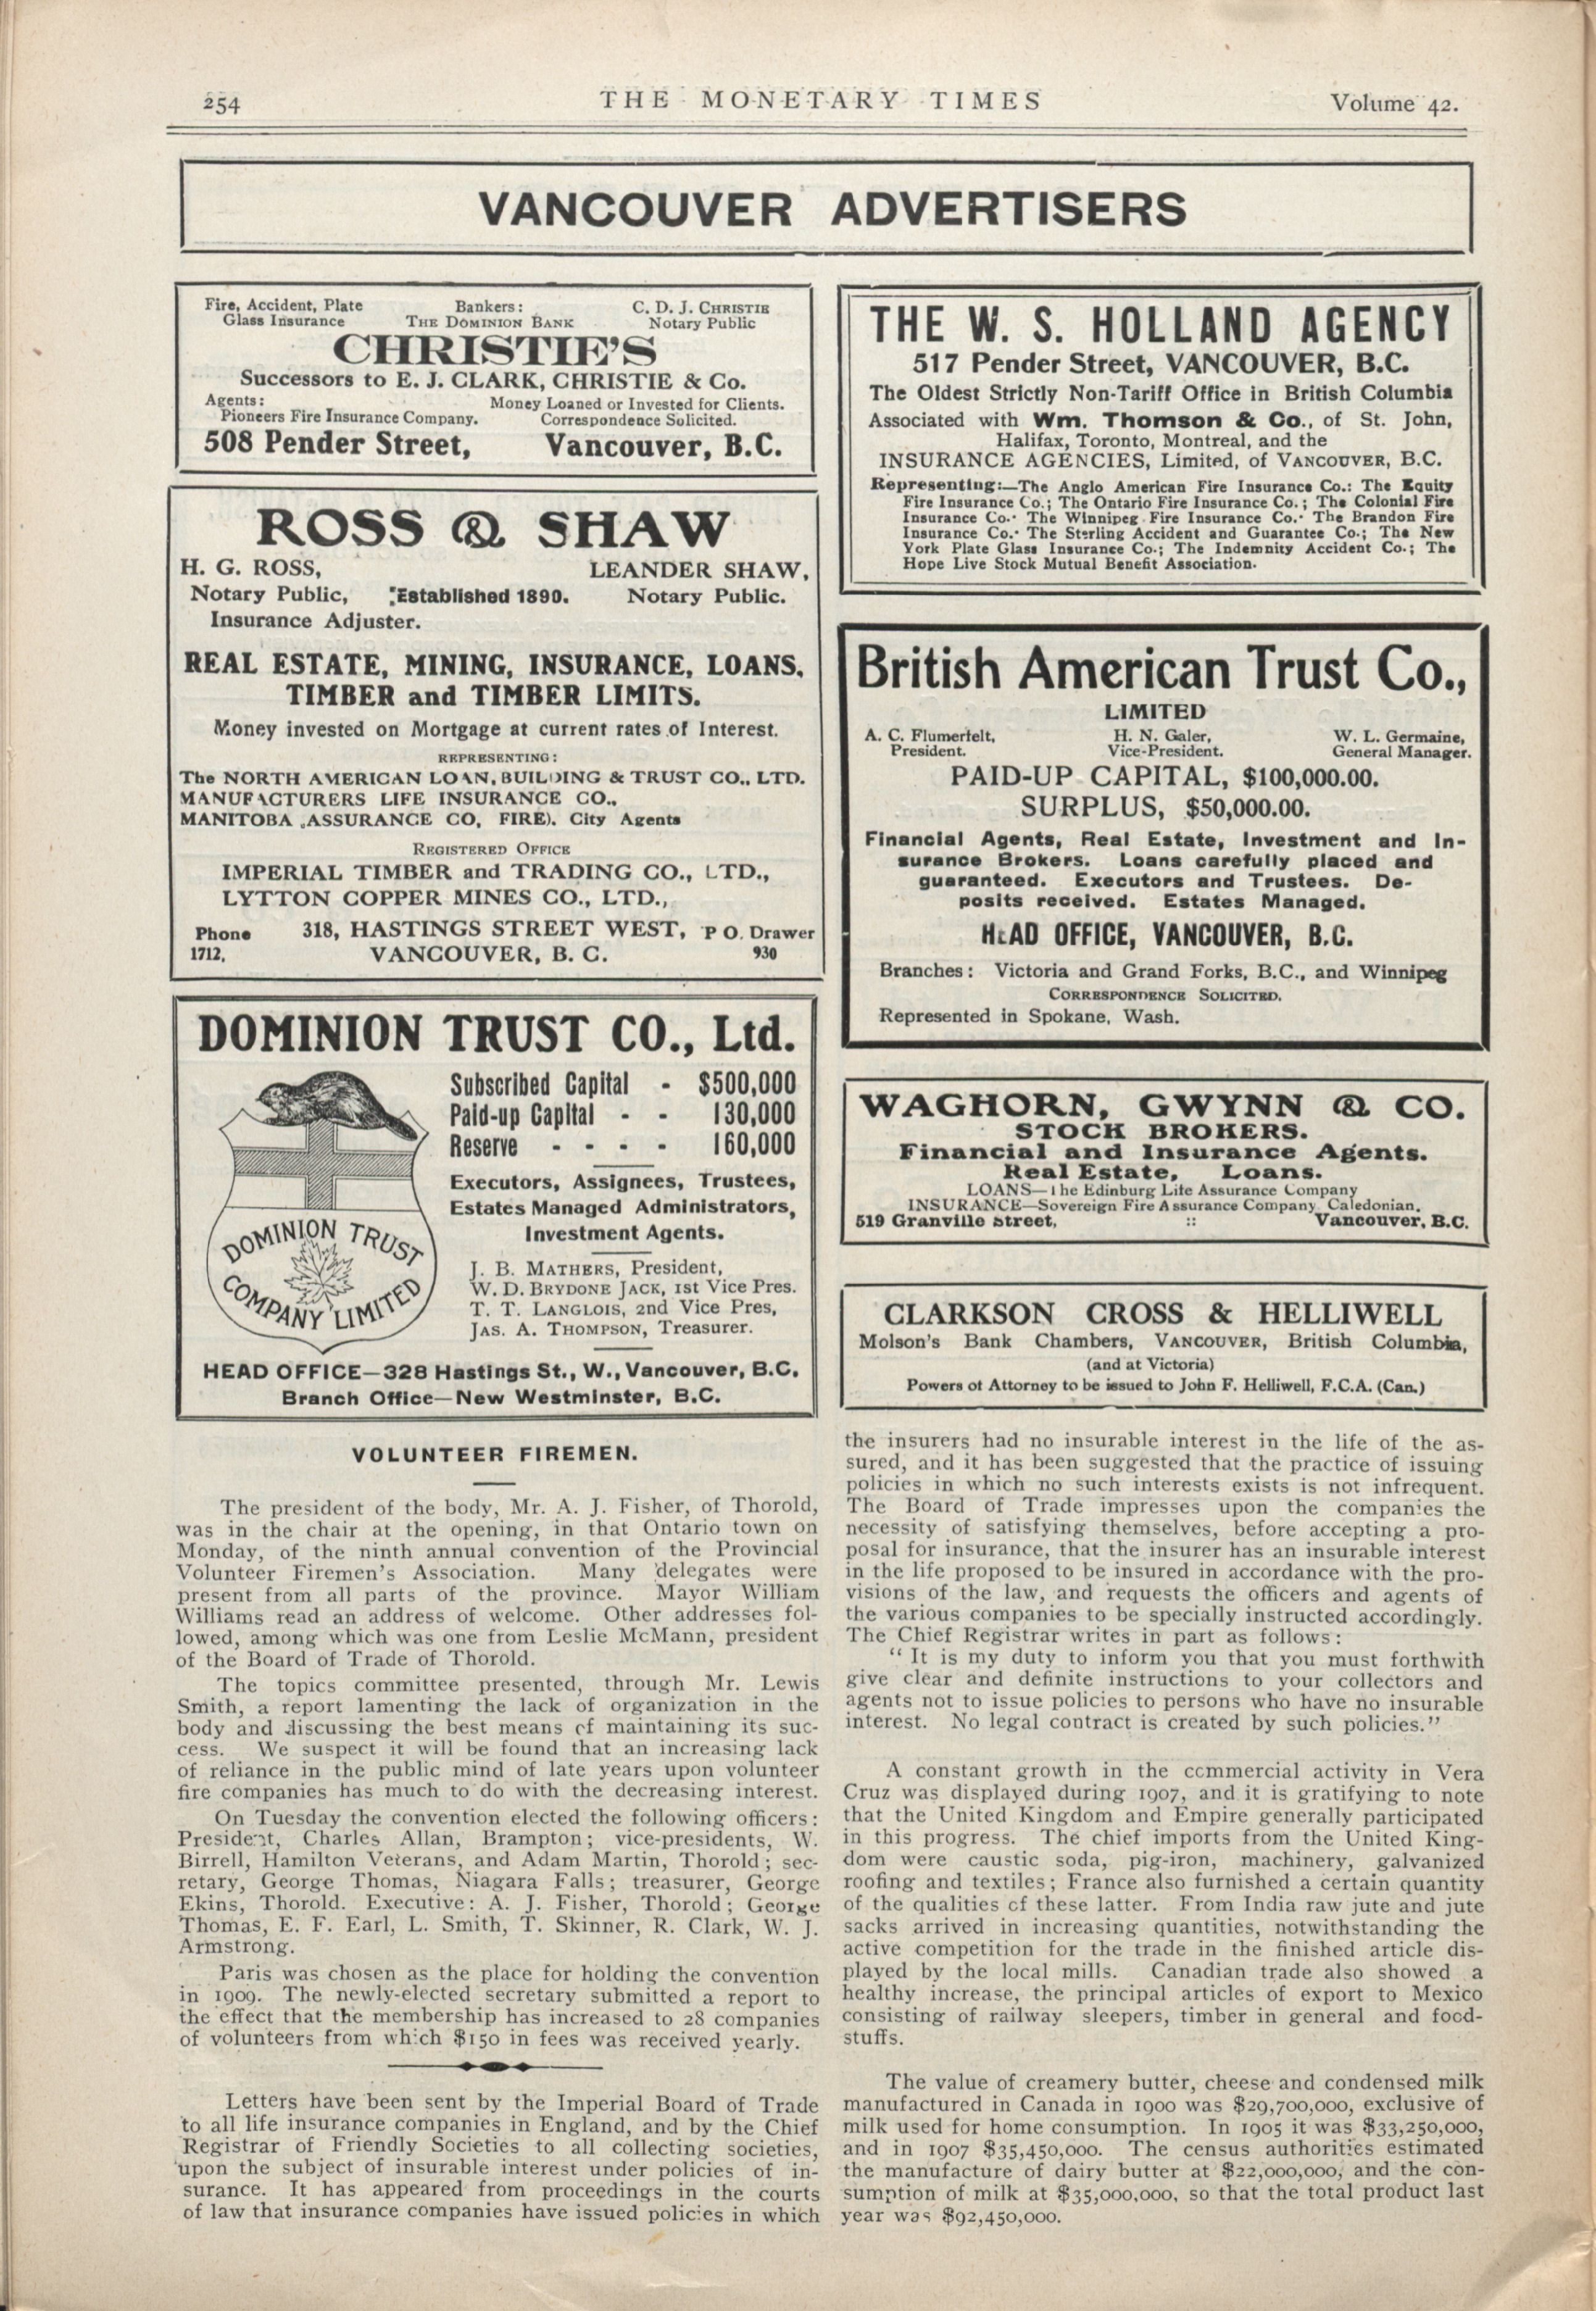 254
THE MONETARY TIMES
Volume 42.
VANCOUVER ADVERTISERS
Fire, Accident, Plate
Glass Insurance
Bankers:
THE DOMINION BANK
C. D. J. CHRISTIE
Notary Public
CHRISTIE'S
Successors to E. J. CLARK, CHRISTIE & Co.
Agents:
Pioneers Fire Insurance Company.
Money Loaned or Invested for Clients.
Correspondence Solicited.
508 Pender Street, Vancouver, B.C.
ROSS & SHAW
H. G. ROSS, LEANDER SHAW,
Notary Public, Established 1890. Notary Public.
Insurance Adjuster.
REAL ESTATE, MINING, INSURANCE, LOANS,
TIMBER and TIMBER LIMITS.
Money invested on Mortgage at current rates of Interest.
REPRESENTING:
The NORTH AMERICAN LOAN, BUILDING & TRUST CO., LTD.
MANUFACTURERS LIFE INSURANCE CO.,
MANITOBA ASSURANCE CO, FIRE). City Agents
REGISTERED OFFICE
IMPERIAL TIMBER and TRADING CO., LTD.,
LYTTON COPPER MINES CO., LTD.,
Phone 318, HASTINGS STREET WEST, P O. Drawer
1712, VANCOUVER, B. C. 930
DOMINION TRUST CO., Ltd.
Subscribed Capital - $500,000
Paid-up Capital - - 130,000
Reserve - - - - 160,000
Executors, Assignees, Trustees,
Estates Managed Administrators,
Investment Agents.
J. B. MATHERS, President,
W. D. BRYDONE JACK, 1st Vice Pres.
T. T. LANGLOIS, 2nd Vice Pres,
JAS. A. THOMPSON, Treasurer.
DOMINION TRUST
COMPANY LIMITED
HEAD OFFICE—328 Hastings St., W., Vancouver, B.C.
Branch Office—New Westminster, B.C.
THE W. S. HOLLAND AGENCY
517 Pender Street, VANCOUVER, B.C.
The Oldest Strictly Non-Tariff Office in British Columbia
Associated with Wm. Thomson & Co., of St. John,
Halifax, Toronto, Montreal, and the
INSURANCE AGENCIES, Limited, of VANCOUVER, B.C.
Representing:—The Anglo American Fire Insurance Co.: The Equity
Fire Insurance Co.; The Ontario Fire Insurance Co.; The Colonial Fire
Insurance Co.· The Winnipeg Fire Insurance Co.· The Brandon Fire
Insurance Co.· The Sterling Accident and Guarantee Co.; The New
York Plate Glass Insurance Co.; The Indemnity Accident Co.; The
Hope Live Stock Mutual Benefit Association.
British American Trust Co.,
LIMITED
A. C. Flumerfelt, H. N. Galer, W. L. Germaine,
President. Vice-President. General Manager.
PAID-UP CAPITAL, $100,000.00.
SURPLUS, $50,000.00.
Financial Agents, Real Estate, Investment and In-
surance Brokers. Loans carefully placed and
guaranteed. Executors and Trustees. De-
posits received. Estates Managed.
HEAD OFFICE, VANCOUVER, B.C.
Branches: Victoria and Grand Forks, B.C., and Winnipeg
CORRESPONDENCE SOLICITED.
Represented in Spokane, Wash.
WAGHORN, GWYNN & CO.
STOCK BROKERS.
Financial and Insurance Agents.
Real Estate, Loans.
LOANS—The Edinburg Life Assurance Company
INSURANCE—Sovereign Fire Assurance Company Caledonian.
519 Granville Street, :: Vancouver, B.C.
CLARKSON CROSS & HELLIWELL
Molson's Bank Chambers, VANCOUVER, British Columbia,
(and at Victoria)
Powers of Attorney to be issued to John F. Helliwell, F.C.A. (Can.)
VOLUNTEER FIREMEN.
The president of the body, Mr. A. J. Fisher, of Thorold,
was in the chair at the opening, in that Ontario town on
Monday, of the ninth annual convention of the Provincial
Volunteer Firemen's Association. Many delegates were
present from all parts of the province. Mayor William
Williams read an address of welcome. Other addresses fol-
lowed, among which was one from Leslie McMann, president
of the Board of Trade of Thorold.
The topics committee presented, through Mr. Lewis
Smith, a report lamenting the lack of organization in the
body and discussing the best means of maintaining its suc-
cess. We suspect it will be found that an increasing lack
of reliance in the public mind of late years upon volunteer
fire companies has much to do with the decreasing interest.
On Tuesday the convention elected the following officers:
President, Charles Allan, Brampton; vice-presidents, W.
Birrell, Hamilton Veterans, and Adam Martin, Thorold; sec-
retary, George Thomas, Niagara Falls; treasurer, George
Ekins, Thorold. Executive: A. J. Fisher, Thorold; George
Thomas, E. F. Earl, L. Smith, T. Skinner, R. Clark, W. J.
Armstrong.
Paris was chosen as the place for holding the convention
in 1909. The newly-elected secretary submitted a report to
the effect that the membership has increased to 28 companies
of volunteers from which $150 in fees was received yearly.
Letters have been sent by the Imperial Board of Trade
to all life insurance companies in England, and by the Chief
Registrar of Friendly Societies to all collecting societies,
upon the subject of insurable interest under policies of in-
surance. It has appeared from proceedings in the courts
of law that insurance companies have issued policies in which
the insurers had no insurable interest in the life of the as-
sured, and it has been suggested that the practice of issuing
policies in which no such interests exists is not infrequent.
The Board of Trade impresses upon the companies the
necessity of satisfying themselves, before accepting a pro-
posal for insurance, that the insurer has an insurable interest
in the life proposed to be insured in accordance with the pro-
visions of the law, and requests the officers and agents of
the various companies to be specially instructed accordingly.
The Chief Registrar writes in part as follows:
"It is my duty to inform you that you must forthwith
give clear and definite instructions to your collectors and
agents not to issue policies to persons who have no insurable
interest. No legal contract is created by such policies."
A constant growth in the commercial activity in Vera
Cruz was displayed during 1907, and it is gratifying to note
that the United Kingdom and Empire generally participated
in this progress. The chief imports from the United King-
dom were caustic soda, pig-iron, machinery, galvanized
roofing and textiles; France also furnished a certain quantity
of the qualities of these latter. From India raw jute and jute
sacks arrived in increasing quantities, notwithstanding the
active competition for the trade in the finished article dis-
played by the local mills. Canadian trade also showed a
healthy increase, the principal articles of export to Mexico
consisting of railway sleepers, timber in general and food-
stuffs.
The value of creamery butter, cheese and condensed milk
manufactured in Canada in 1900 was $29,700,000, exclusive of
milk used for home consumption. In 1905 it was $33,250,000,
and in 1907 $35,450,000. The census authorities estimated
the manufacture of dairy butter at $22,000,000, and the con-
sumption of milk at $35,000,000, so that the total product last
year was $92,450,000.